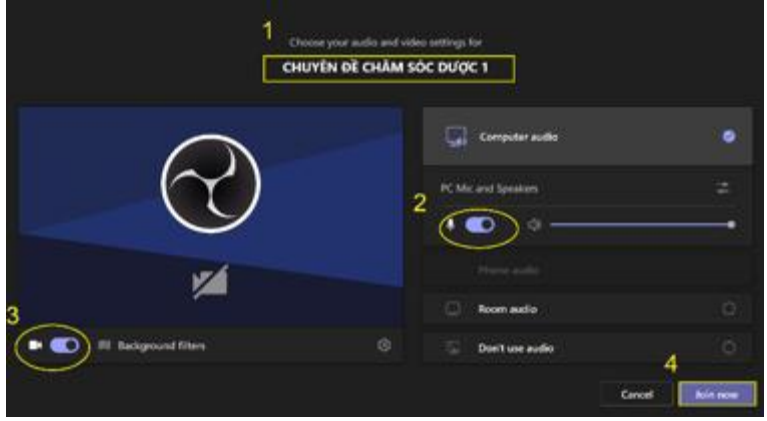 1
Choose your audio and video settings for
CHUYÊN ĐỀ CHĂM SÓC DƯỢC 1
Computer audio
PC Mic and Speakers
2
Phone audio
3
Room audio
Background filters
Don't use audio
4
Cancel
Join now